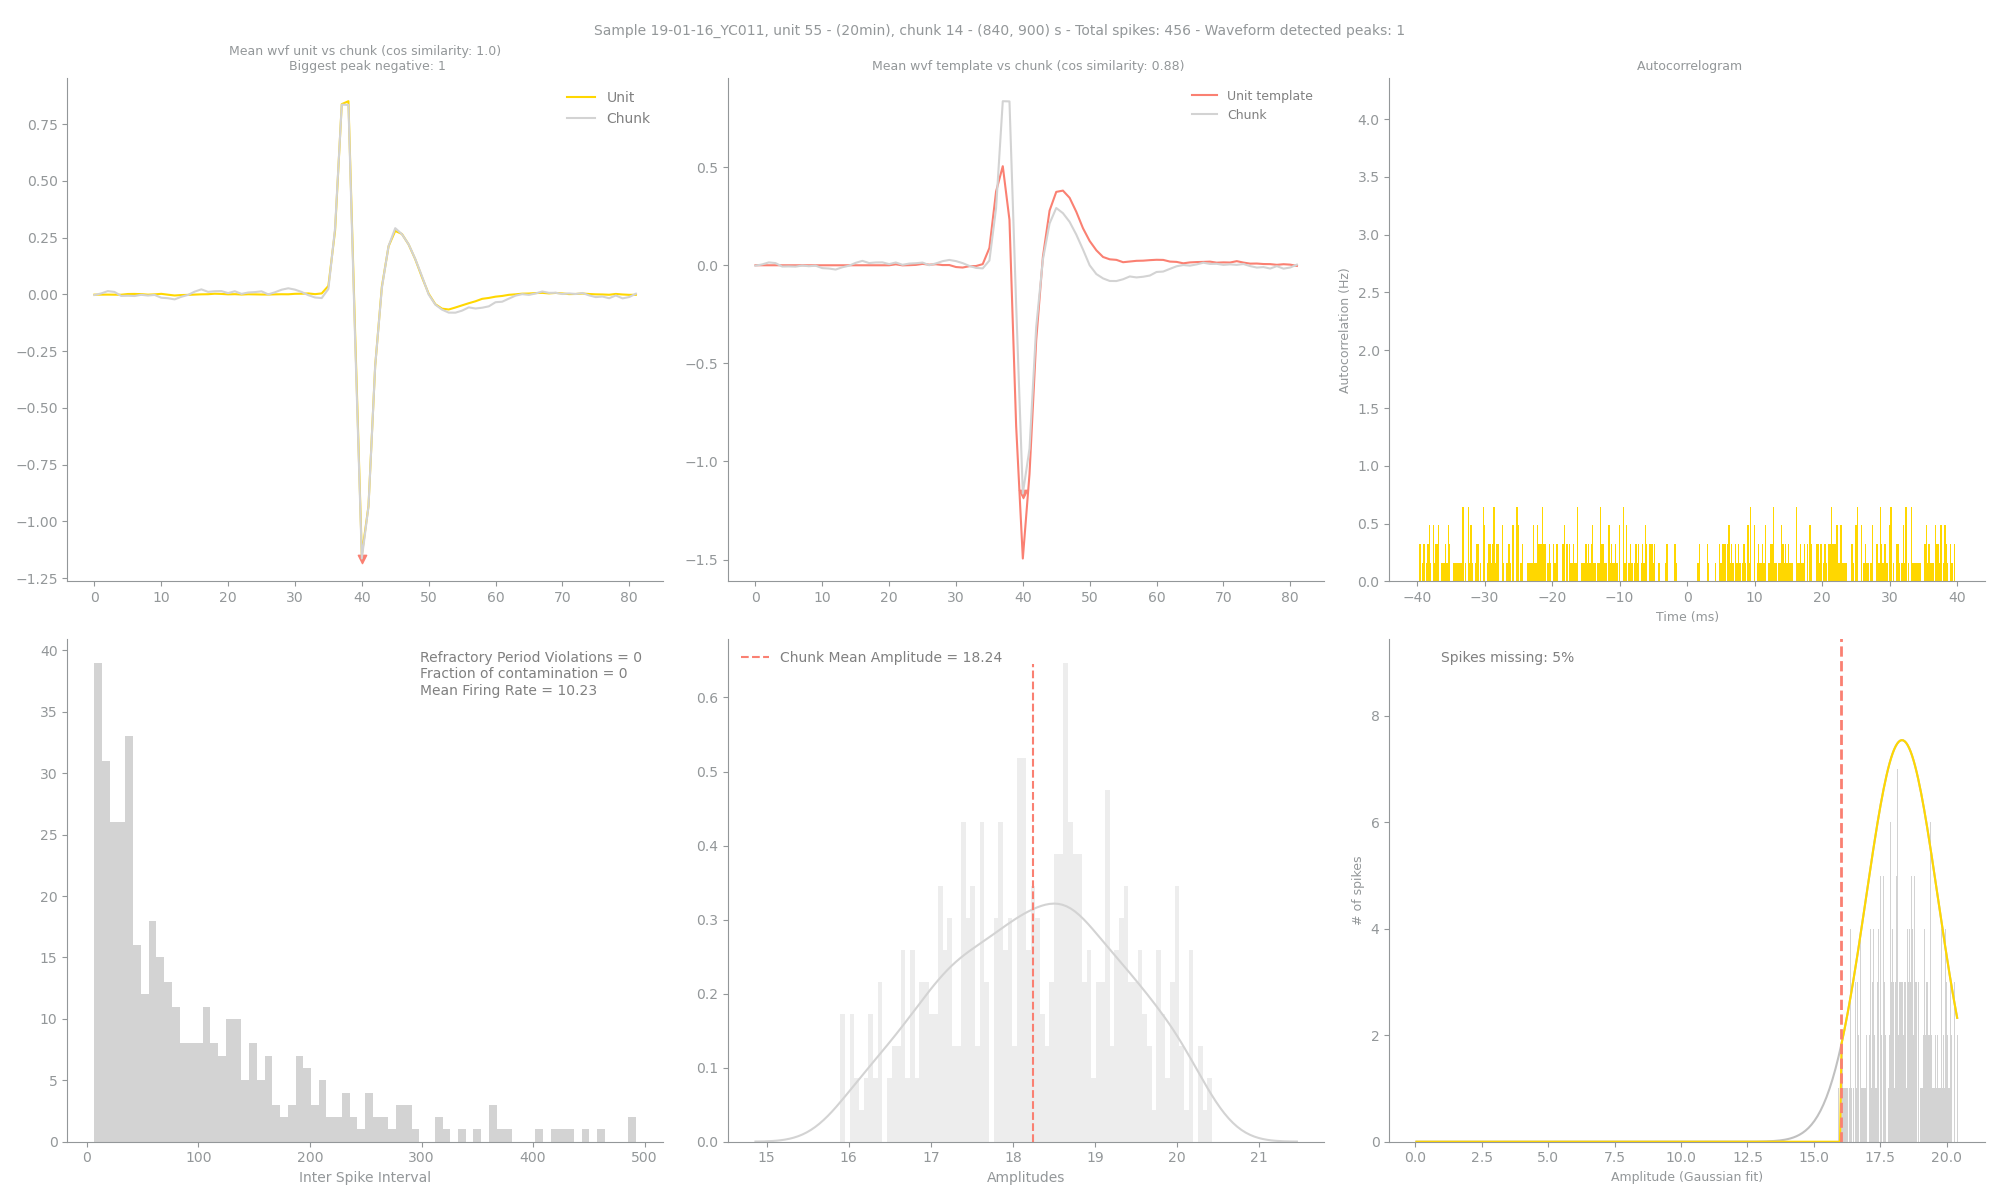 Sample 19-01-16_YC011, unit 55 - (20min), chunk 14 - (840, 900) s - Total spikes: 456 - Waveform detected peaks: 1
Mean wvf unit vs chunk (cos similarity: 1.0)
Biggest peak negative: 1
Unit
Chunk
0.75
0.50
0.25
0.00
−0.25
−0.50
−0.75
−1.00
−1.25
0 10 20 30 40 50 60 70 80
Mean wvf template vs chunk (cos similarity: 0.88)
Unit template
Chunk
0.5
0.0
−0.5
−1.0
−1.5
0 10 20 30 40 50 60 70 80
Autocorrelogram
Autocorrelation (Hz)
4.0
3.5
3.0
2.5
2.0
1.5
1.0
0.5
0.0
−40 −30 −20 −10 0 10 20 30 40
Time (ms)
Refractory Period Violations = 0
Fraction of contamination = 0
Mean Firing Rate = 10.23
40
35
30
25
20
15
10
5
0
0 100 200 300 400 500
Inter Spike Interval
Chunk Mean Amplitude = 18.24
0.6
0.5
0.4
0.3
0.2
0.1
0.0
15 16 17 18 19 20 21
Amplitudes
Spikes missing: 5%
# of spikes
8
6
4
2
0
0.0 2.5 5.0 7.5 10.0 12.5 15.0 17.5 20.0
Amplitude (Gaussian fit)